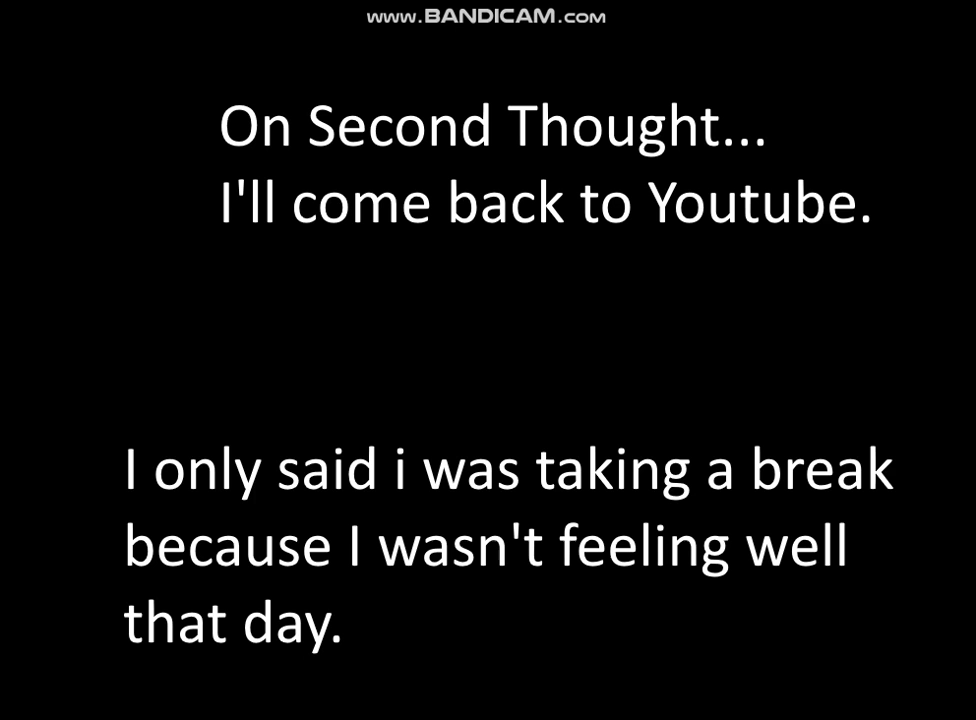 www.BANDICAM.com
On Second Thought...
I'll come back to Youtube.
I only said i was taking a break
because I wasn't feeling well
that day.